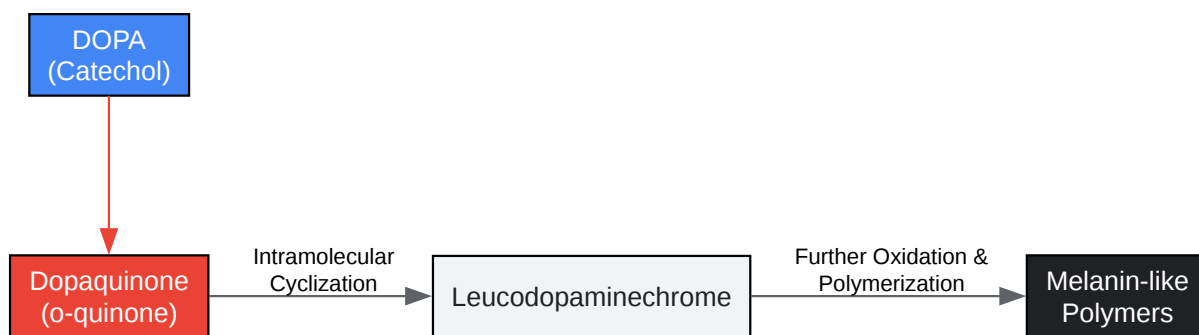 DOPA
(Catechol)
Dopaquinone
(o-quinone)
Intramolecular
Cyclization
Leucodopaminechrome
Further Oxidation &
Polymerization
Melanin-like
Polymers